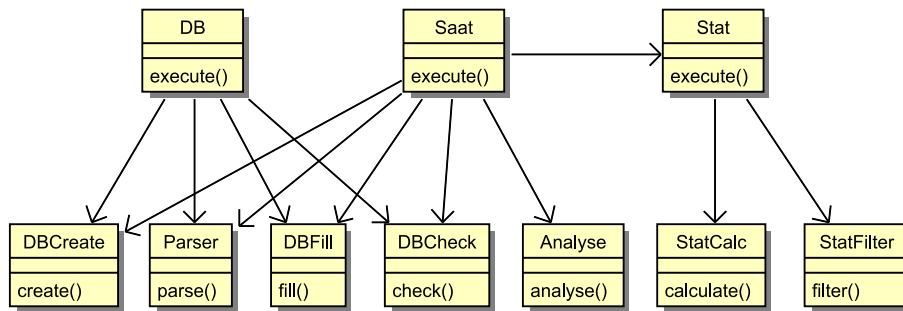 DB
execute()
Saat
execute()
Stat
execute()
DBCreate
create()
Parser
parse()
DBFill
fill()
DBCheck
check()
Analyse
analyse()
StatCalc
calculate()
StatFilter
filter()